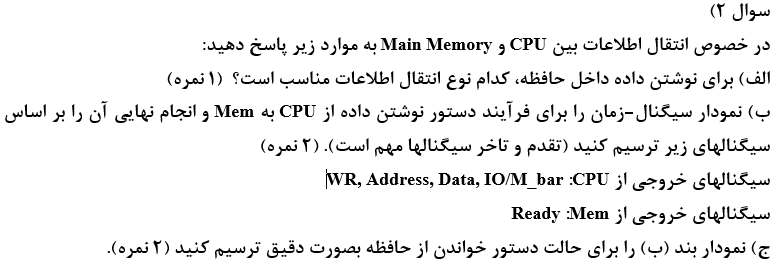 سوال ۲)
در خصوص انتقال اطلاعات بین CPU و Main Memory به موارد زیر پاسخ دهید:
الف) برای نوشتن داده داخل حافظه، کدام نوع انتقال اطلاعات مناسب است؟ (۱ نمره)
ب) نمودار سیگنال-زمان را برای فرآیند دستور نوشتن داده از CPU به Mem و انجام نهایی آن را بر اساس
سیگنالهای زیر ترسیم کنید (تقدم و تاخر سیگنالها مهم است). (۲ نمره)
سیگنالهای خروجی از CPU: WR, Address, Data, IO/M_bar
سیگنالهای خروجی از Mem: Ready
ج) نمودار بند (ب) را برای حالت دستور خواندن از حافظه بصورت دقیق ترسیم کنید (۲ نمره).